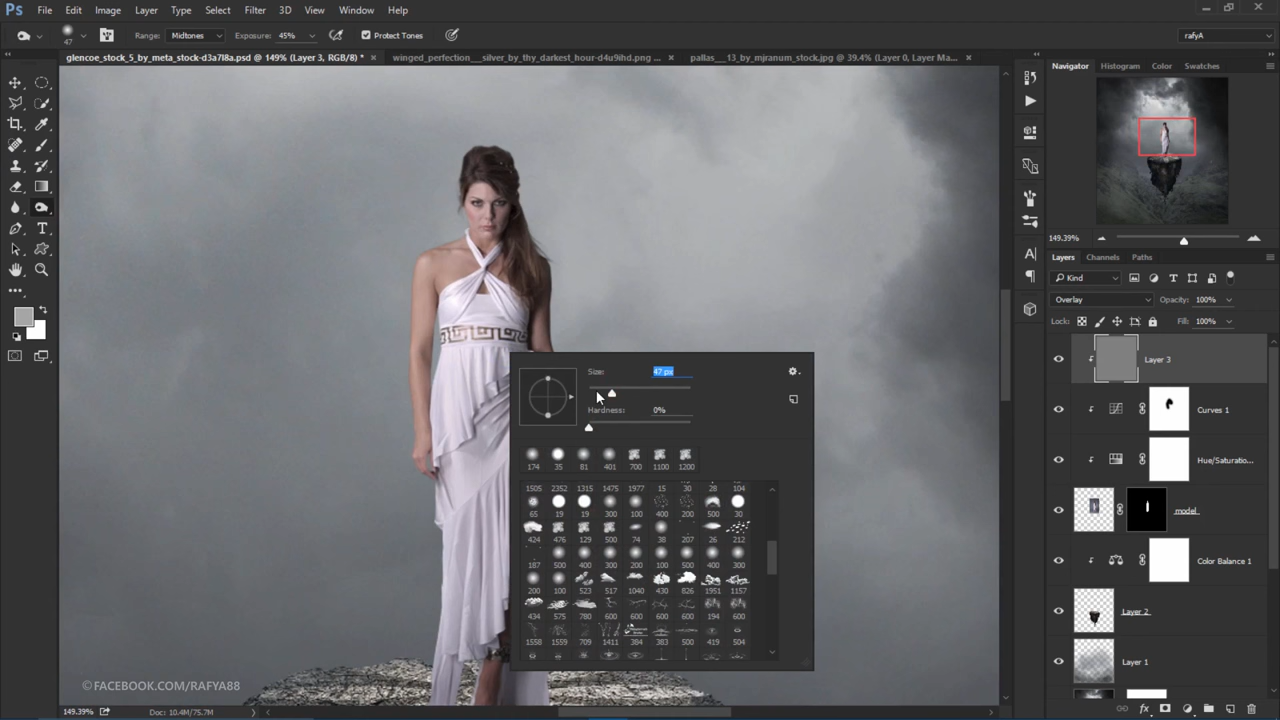 Ps File Edit Image Layer Type Select Filter 3D View Window Help
47 Range: Midtones Exposure: 45% Protect Tones rafyA
glencoe_stock_5_by_meta_stock-d3a7l8a.psd @ 149% (Layer 3, RGB/8) * × winged_perfection__silver_by_thy_darkest_hour-d4u9ihd.png ... × pallas__13_by_mjranum_stock.jpg @ 39.4% (Layer 0, Layer Ma... ×
Navigator Histogram Color Swatches
149.39%
Layers Channels Paths
Kind
Overlay Opacity: 100%
Lock: Fill: 100%
Layer 3
Curves 1
Hue/Saturatio...
model
Color Balance 1
Layer 2
Layer 1
Size: 47 px
Hardness: 0%
174 35 81 401 700 1100 1200
1505 2352 1315 1475 1977 15 30 28 104
65 19 19 300 100 400 200 500 30
424 476 129 500 74 38 207 26 212
187 500 400 300 200 100 500 400 300
200 100 523 517 1040 430 826 1951 1157
434 575 780 600 600 600 600 194 600
1558 1559 709 1411 384 383 500 419 504
©FACEBOOK.COM/RAFYA88
149.39% Doc: 10.4M/75.7M